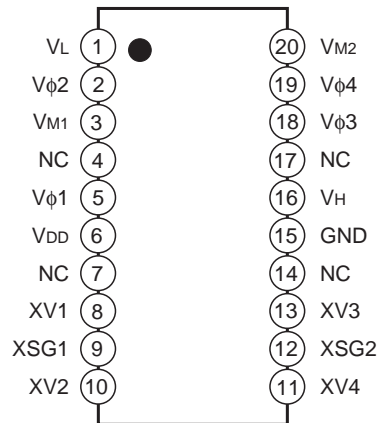 VL 1 20 VM2
Vϕ2 2 19 Vϕ4
VM1 3 18 Vϕ3
NC 4 17 NC
Vϕ1 5 16 VH
VDD 6 15 GND
NC 7 14 NC
XV1 8 13 XV3
XSG1 9 12 XSG2
XV2 10 11 XV4